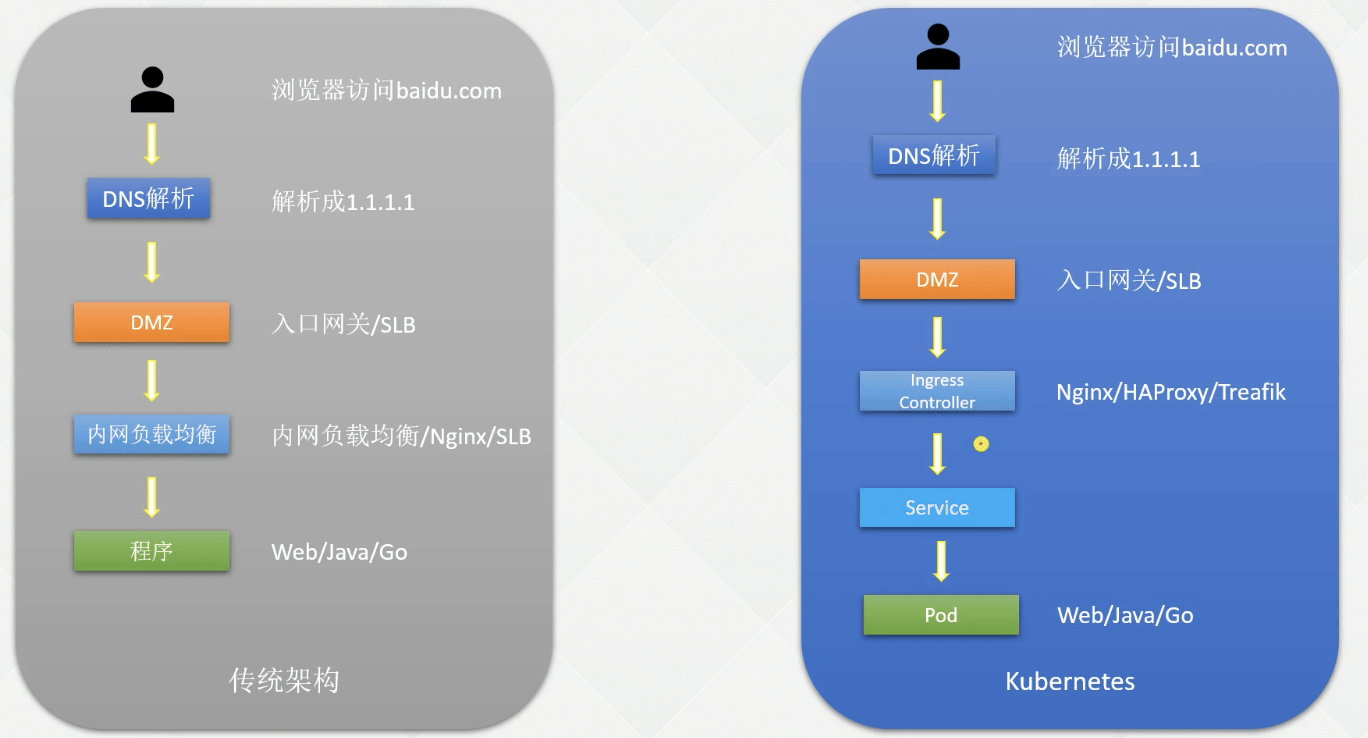 浏览器访问baidu.com
DNS解析
解析成1.1.1.1
DMZ
入口网关/SLB
内网负载均衡
内网负载均衡/Nginx/SLB
程序
Web/Java/Go
传统架构
浏览器访问baidu.com
DNS解析
解析成1.1.1.1
DMZ
入口网关/SLB
Ingress
Controller
Nginx/HAProxy/Treafik
Service
Pod
Web/Java/Go
Kubernetes